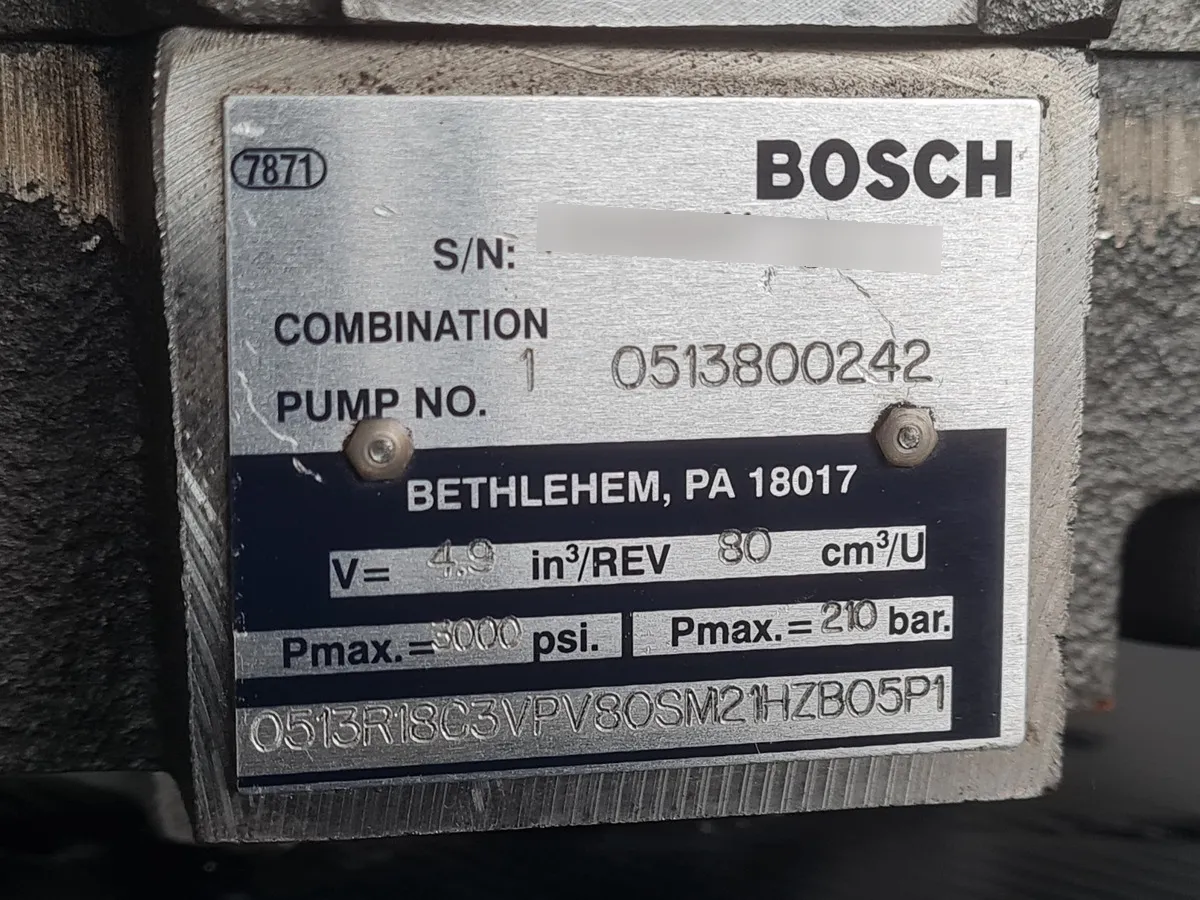 7871
BOSCH
S/N:
COMBINATION
1 0513800242
PUMP NO.
BETHLEHEM, PA 18017
V= 4.9 in³/REV 80 cm³/U
Pmax.=3000 psi. Pmax.=210 bar.
0513R18C3VPV80SM21HZB05P1